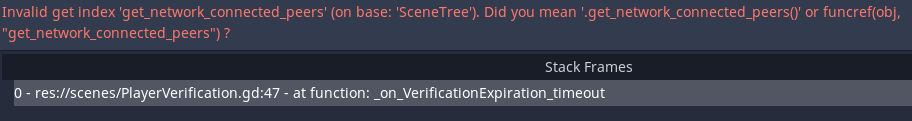 Invalid get index 'get_network_connected_peers' (on base: 'SceneTree'). Did you mean '.get_network_connected_peers()' or funcref(obj,
"get_network_connected_peers") ?
Stack Frames
0 - res://scenes/PlayerVerification.gd:47 - at function: _on_VerificationExpiration_timeout